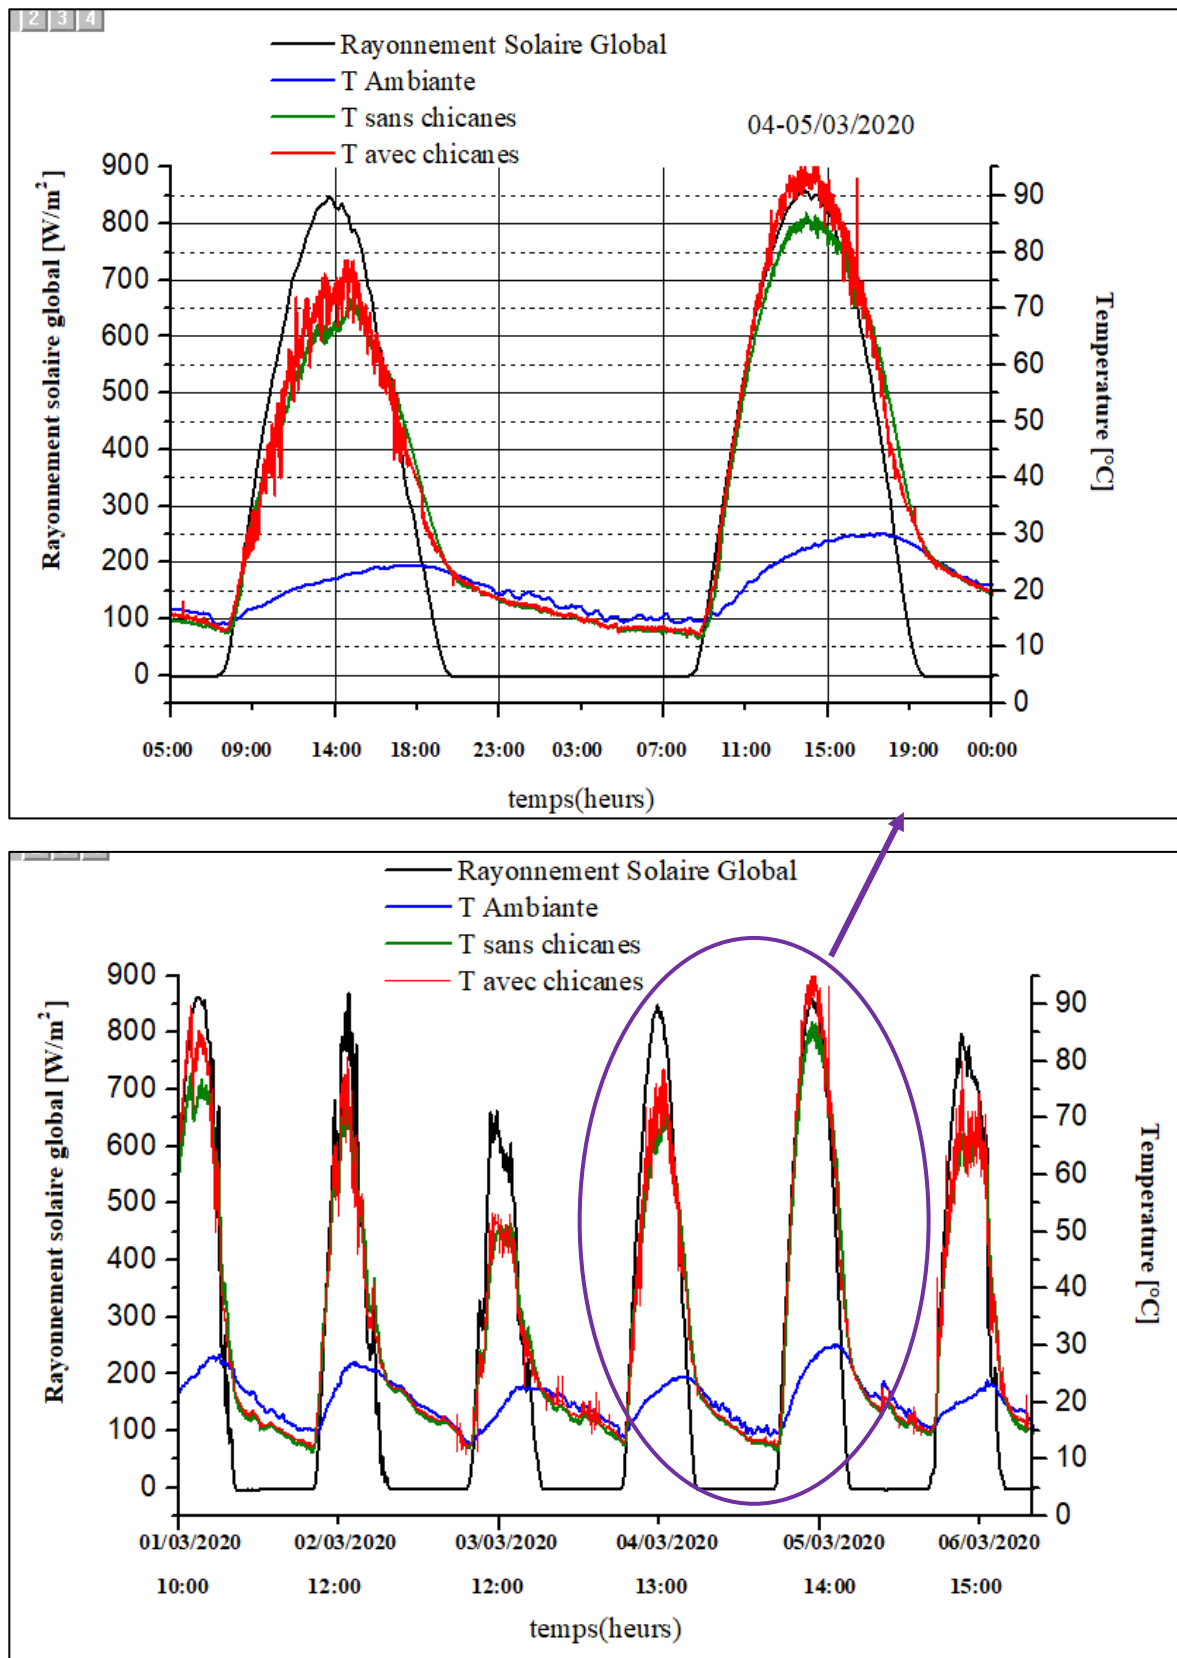 2 3 4
Rayonnement Solaire Global
T Ambiante
T sans chicanes
T avec chicanes
04-05/03/2020
Rayonnement solaire global [W/m²]
900
800
700
600
500
400
300
200
100
0
90
80
70
60
50
40
30
20
10
0
Temperature [°C]
05:00 09:00 14:00 18:00 23:00 03:00 07:00 11:00 15:00 19:00 00:00
temps(heurs)
Rayonnement Solaire Global
T Ambiante
T sans chicanes
T avec chicanes
Rayonnement solaire global [W/m²]
900
800
700
600
500
400
300
200
100
0
90
80
70
60
50
40
30
20
10
0
Temperature [°C]
01/03/2020 02/03/2020 03/03/2020 04/03/2020 05/03/2020 06/03/2020
10:00 12:00 12:00 13:00 14:00 15:00
temps(heurs)